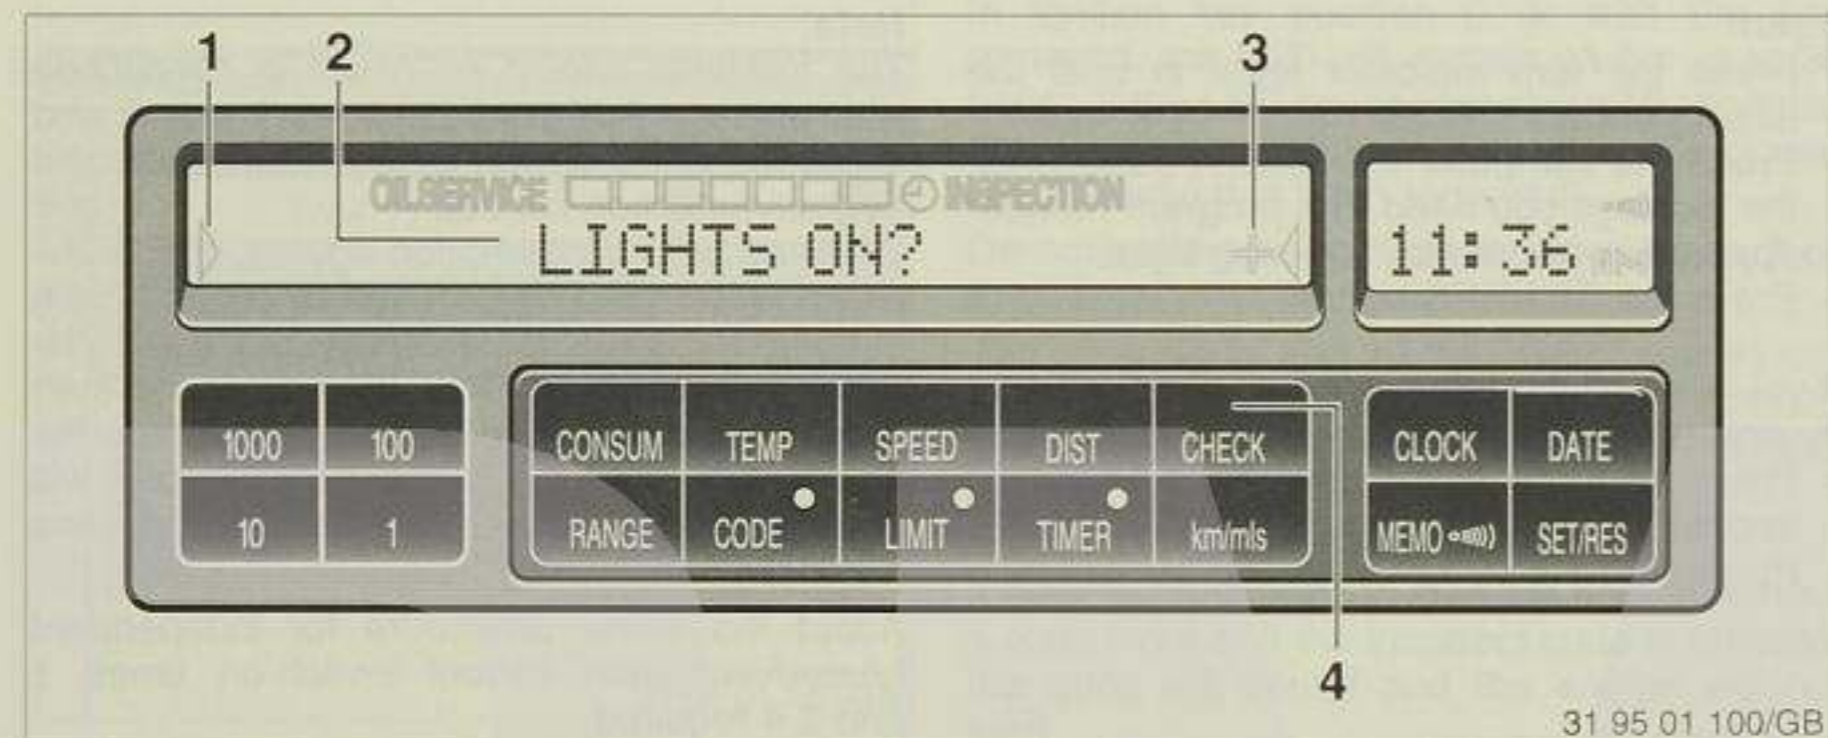 1 2 3
OILSERVICE INSPECTION
LIGHTS ON? + 11:36
1000 100 CONSUM TEMP SPEED DIST CHECK CLOCK DATE
10 1 RANGE CODE LIMIT TIMER km/mls MEMO SET/RES
4
31 95 01 100/GB